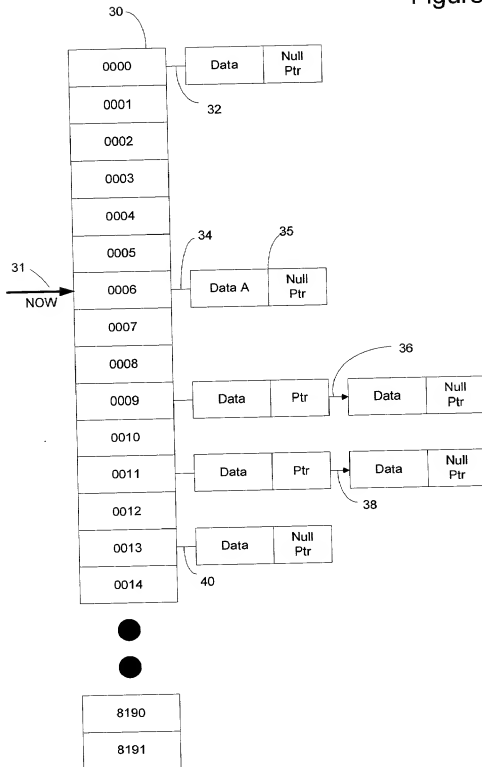 Figure
30
0000
Data
Null
Ptr
0001
32
0002
0003
0004
0005
34
35
31
NOW
0006
Data A
Null
Ptr
0007
0008
36
0009
Data
Ptr
Data
Null
Ptr
0010
0011
Data
Ptr
Data
Null
Ptr
0012
38
0013
Data
Null
Ptr
0014
40
8190
8191